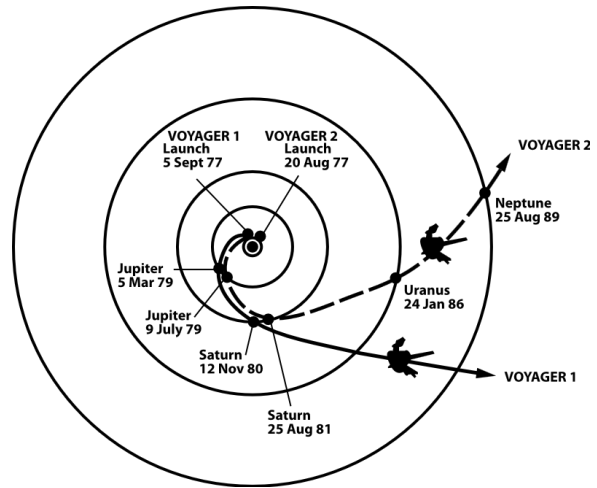 VOYAGER 1
Launch
5 Sept 77
VOYAGER 2
Launch
20 Aug 77
VOYAGER 2
Neptune
25 Aug 89
Jupiter
5 Mar 79
Uranus
24 Jan 86
Jupiter
9 July 79
Saturn
12 Nov 80
VOYAGER 1
Saturn
25 Aug 81